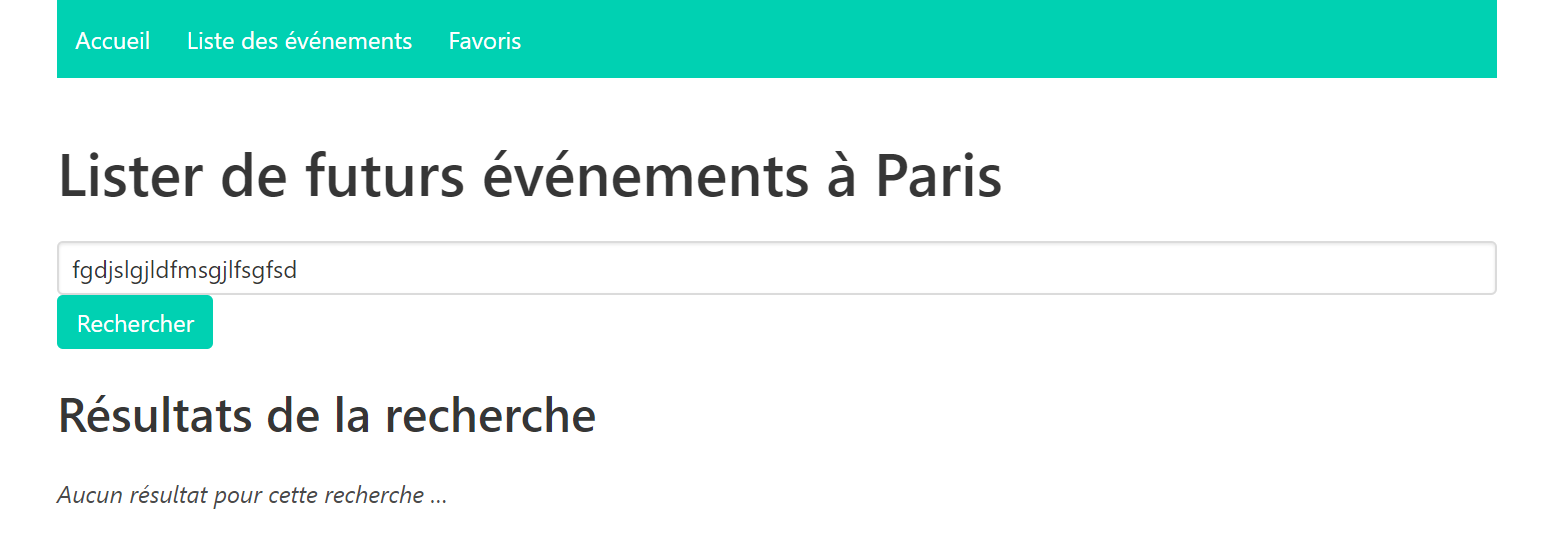 Accueil Liste des événements Favoris
Lister de futurs événements à Paris
fgdjslgjldfmsgjlfsgfsd
Rechercher
Résultats de la recherche
Aucun résultat pour cette recherche ...